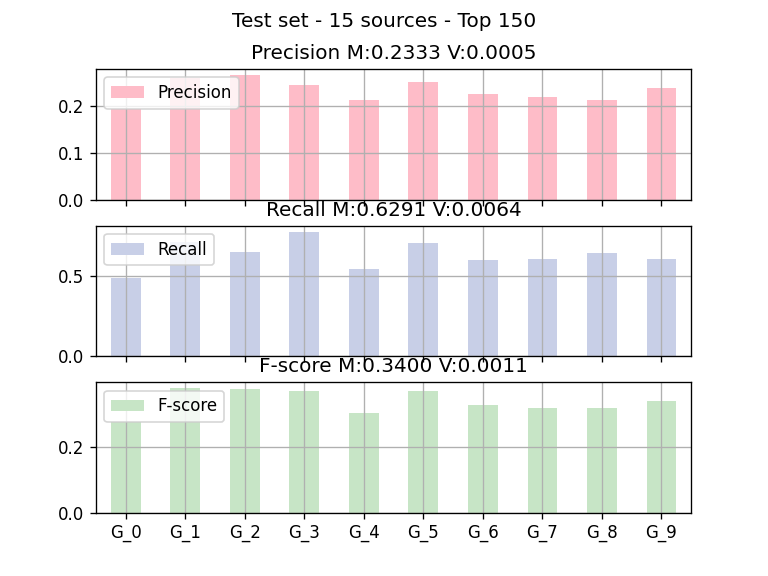 Test set - 15 sources - Top 150
Precision M:0.2333 V:0.0005
Precision
0.2
0.1
0.0
Recall M:0.6291 V:0.0064
Recall
0.5
0.0
F-score M:0.3400 V:0.0011
F-score
0.2
0.0
G_0 G_1 G_2 G_3 G_4 G_5 G_6 G_7 G_8 G_9